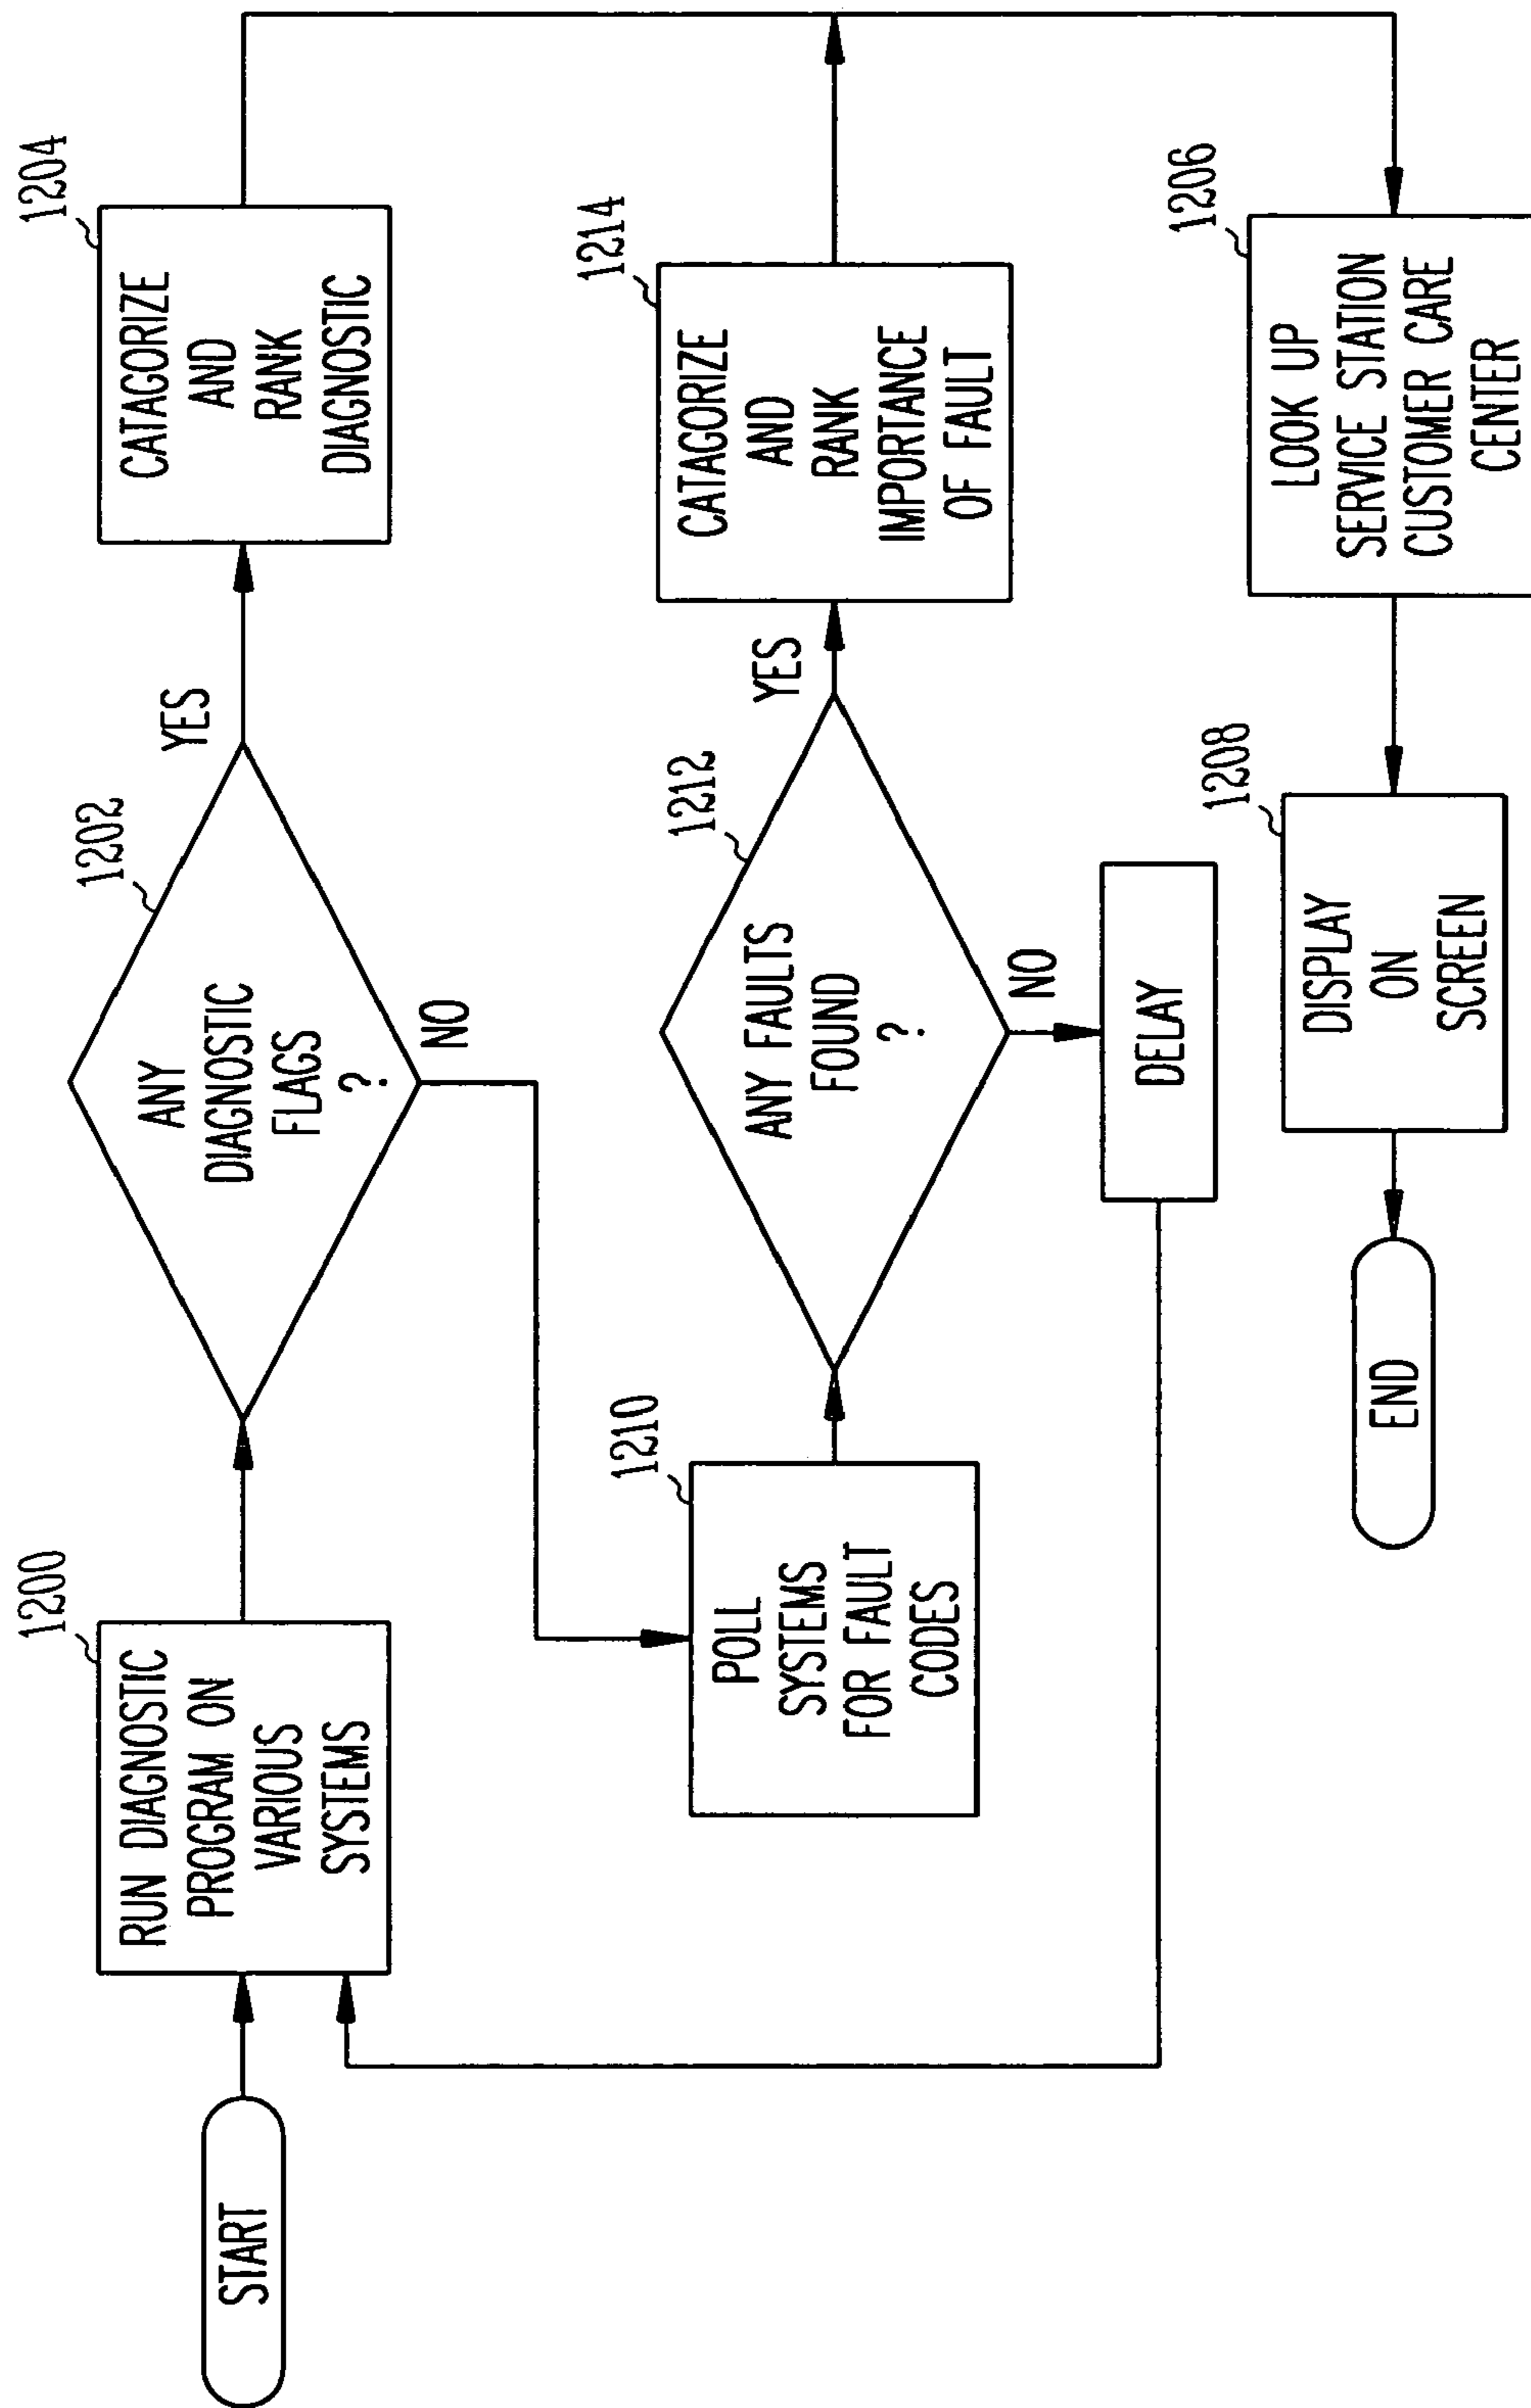 START
1200
RUN DIAGNOSTIC
PROGRAM ON
VARIOUS
SYSTEMS
1202
ANY
DIAGNOSTIC
FLAGS
?
YES
NO
1204
CATAGORIZE
AND
RANK
DIAGNOSTIC
1210
POLL
SYSTEMS
FOR FAULT
CODES
1212
ANY FAULTS
FOUND
?
YES
NO
1214
CATAGORIZE
AND
RANK
IMPORTANCE
OF FAULT
DELAY
1206
LOOK UP
SERVICE STATION
CUSTOMER CARE
CENTER
1208
DISPLAY
ON
SCREEN
END